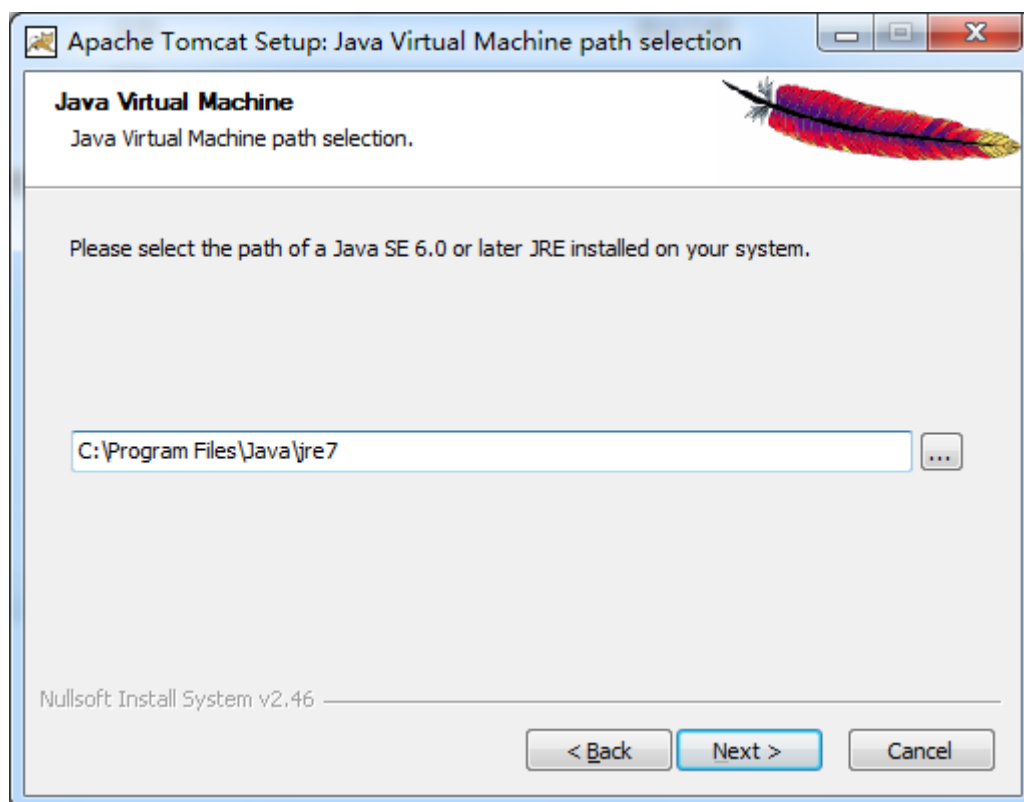 Apache Tomcat Setup: Java Virtual Machine path selection
Java Virtual Machine
Java Virtual Machine path selection.
Please select the path of a Java SE 6.0 or later JRE installed on your system.
C:\Program Files\Java\jre7
...
Nullsoft Install System v2.46
< Back
Next >
Cancel